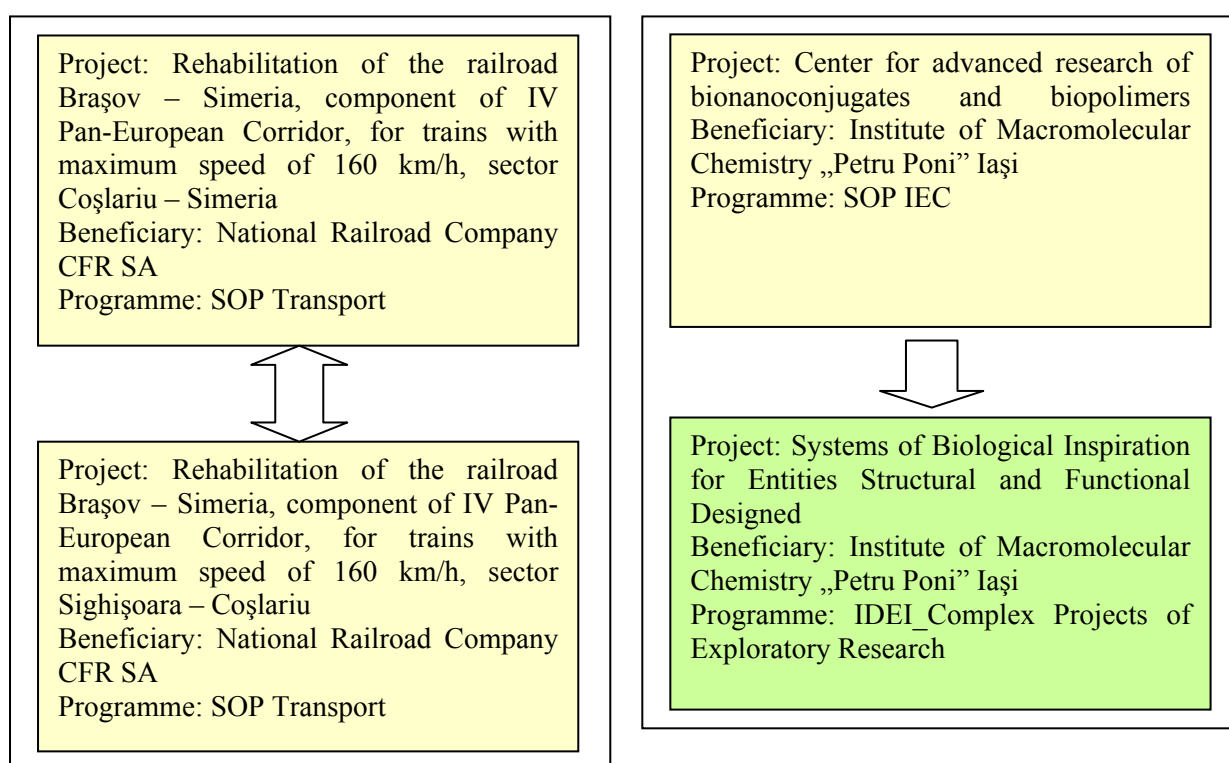 Project: Rehabilitation of the railroad
Braşov – Simeria, component of IV
Pan-European Corridor, for trains with
maximum speed of 160 km/h, sector
Coşlariu – Simeria
Beneficiary: National Railroad Company
CFR SA
Programme: SOP Transport
Project: Rehabilitation of the railroad
Braşov – Simeria, component of IV Pan-
European Corridor, for trains with
maximum speed of 160 km/h, sector
Sighişoara – Coşlariu
Beneficiary: National Railroad Company
CFR SA
Programme: SOP Transport
Project: Center for advanced research of
bionanoconjugates and biopolimers
Beneficiary: Institute of Macromolecular
Chemistry „Petru Poni” Iaşi
Programme: SOP IEC
Project: Systems of Biological Inspiration
for Entities Structural and Functional
Designed
Beneficiary: Institute of Macromolecular
Chemistry „Petru Poni” Iaşi
Programme: IDEI_Complex Projects of
Exploratory Research